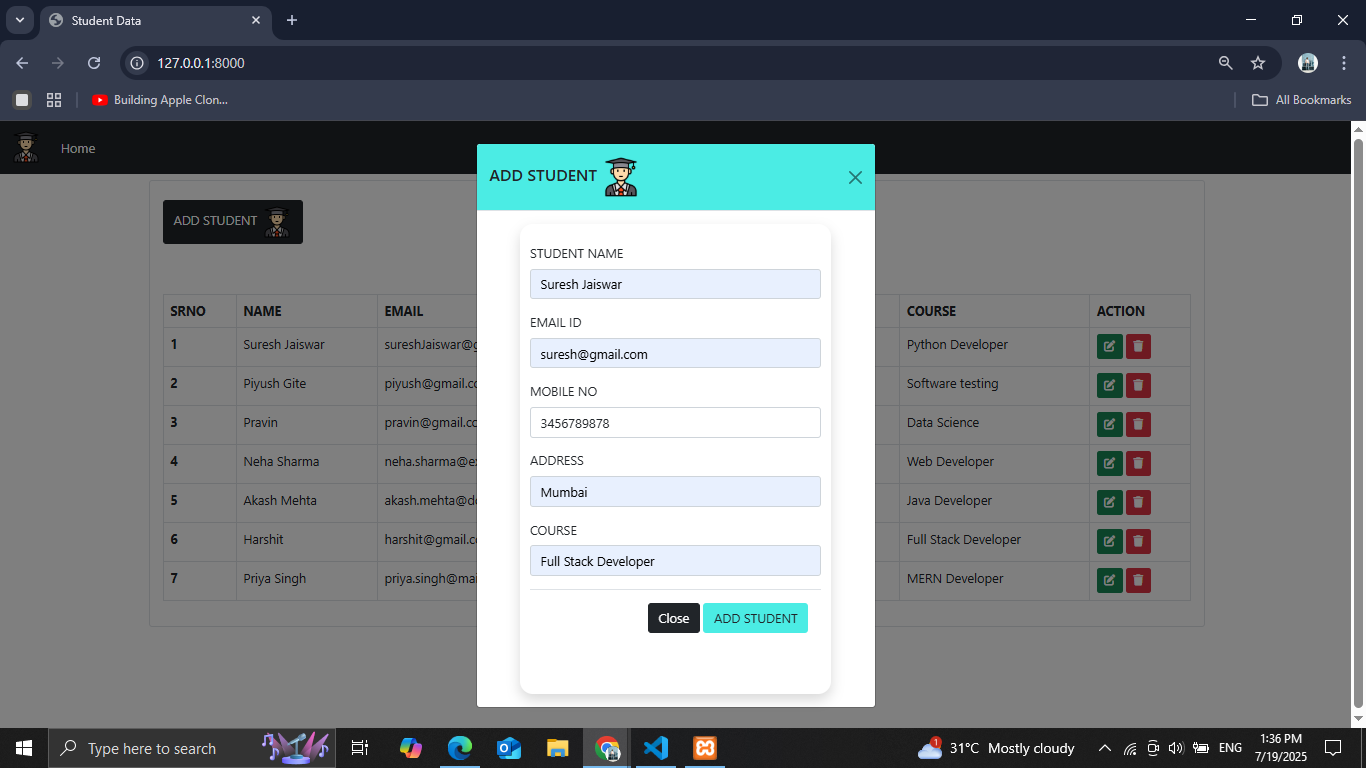 Student Data
127.0.0.1:8000
Building Apple Clon...
All Bookmarks
Home
ADD STUDENT
ADD STUDENT
STUDENT NAME
Suresh Jaiswar
EMAIL ID
suresh@gmail.com
MOBILE NO
3456789878
ADDRESS
Mumbai
COURSE
Full Stack Developer
Close ADD STUDENT
SRNO NAME EMAIL COURSE ACTION
1 Suresh Jaiswar sureshJaiswar@g Python Developer
2 Piyush Gite piyush@gmail.co Software testing
3 Pravin pravin@gmail.co Data Science
4 Neha Sharma neha.sharma@ex Web Developer
5 Akash Mehta akash.mehta@d Java Developer
6 Harshit harshit@gmail.c Full Stack Developer
7 Priya Singh priya.singh@mai MERN Developer
Type here to search
1
31°C Mostly cloudy
ENG
1:36 PM
7/19/2025